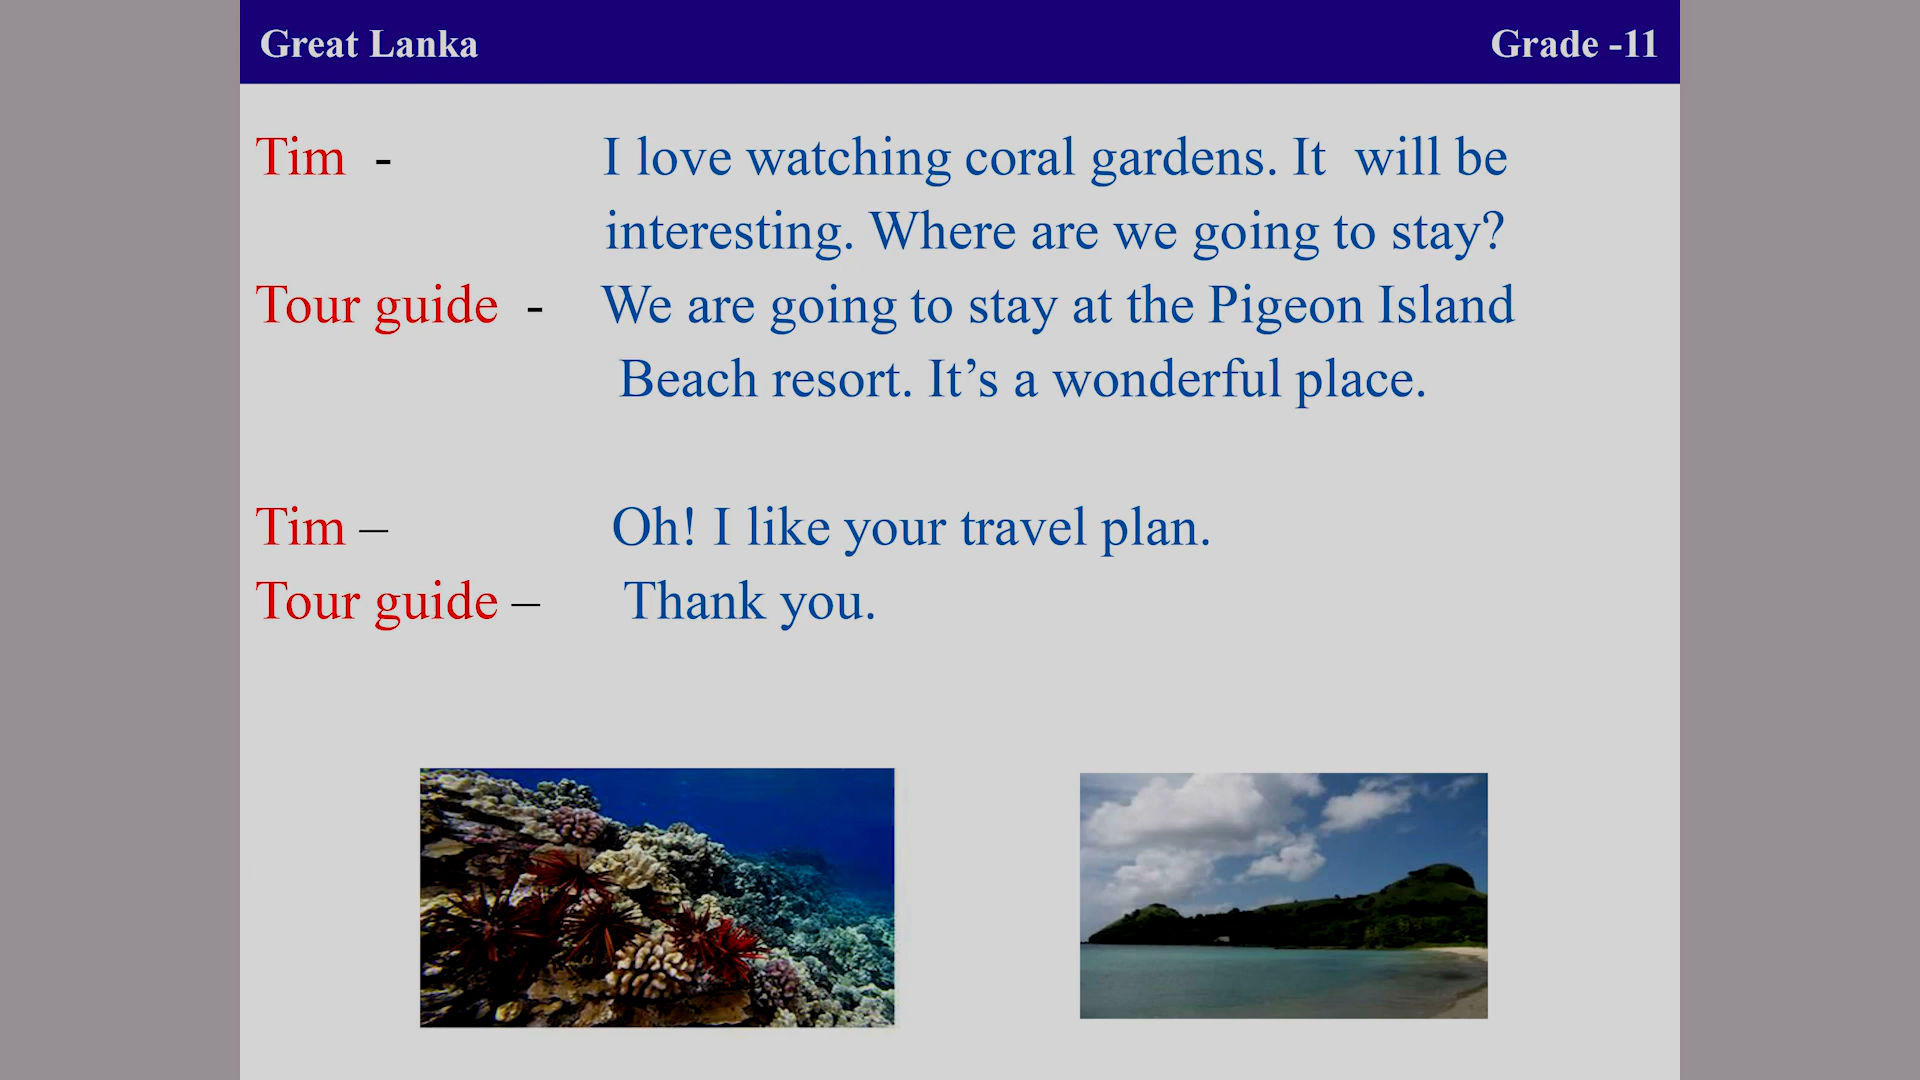 Great Lanka Grade -11
Tim - I love watching coral gardens. It will be
interesting. Where are we going to stay?
Tour guide - We are going to stay at the Pigeon Island
Beach resort. It’s a wonderful place.
Tim – Oh! I like your travel plan.
Tour guide – Thank you.